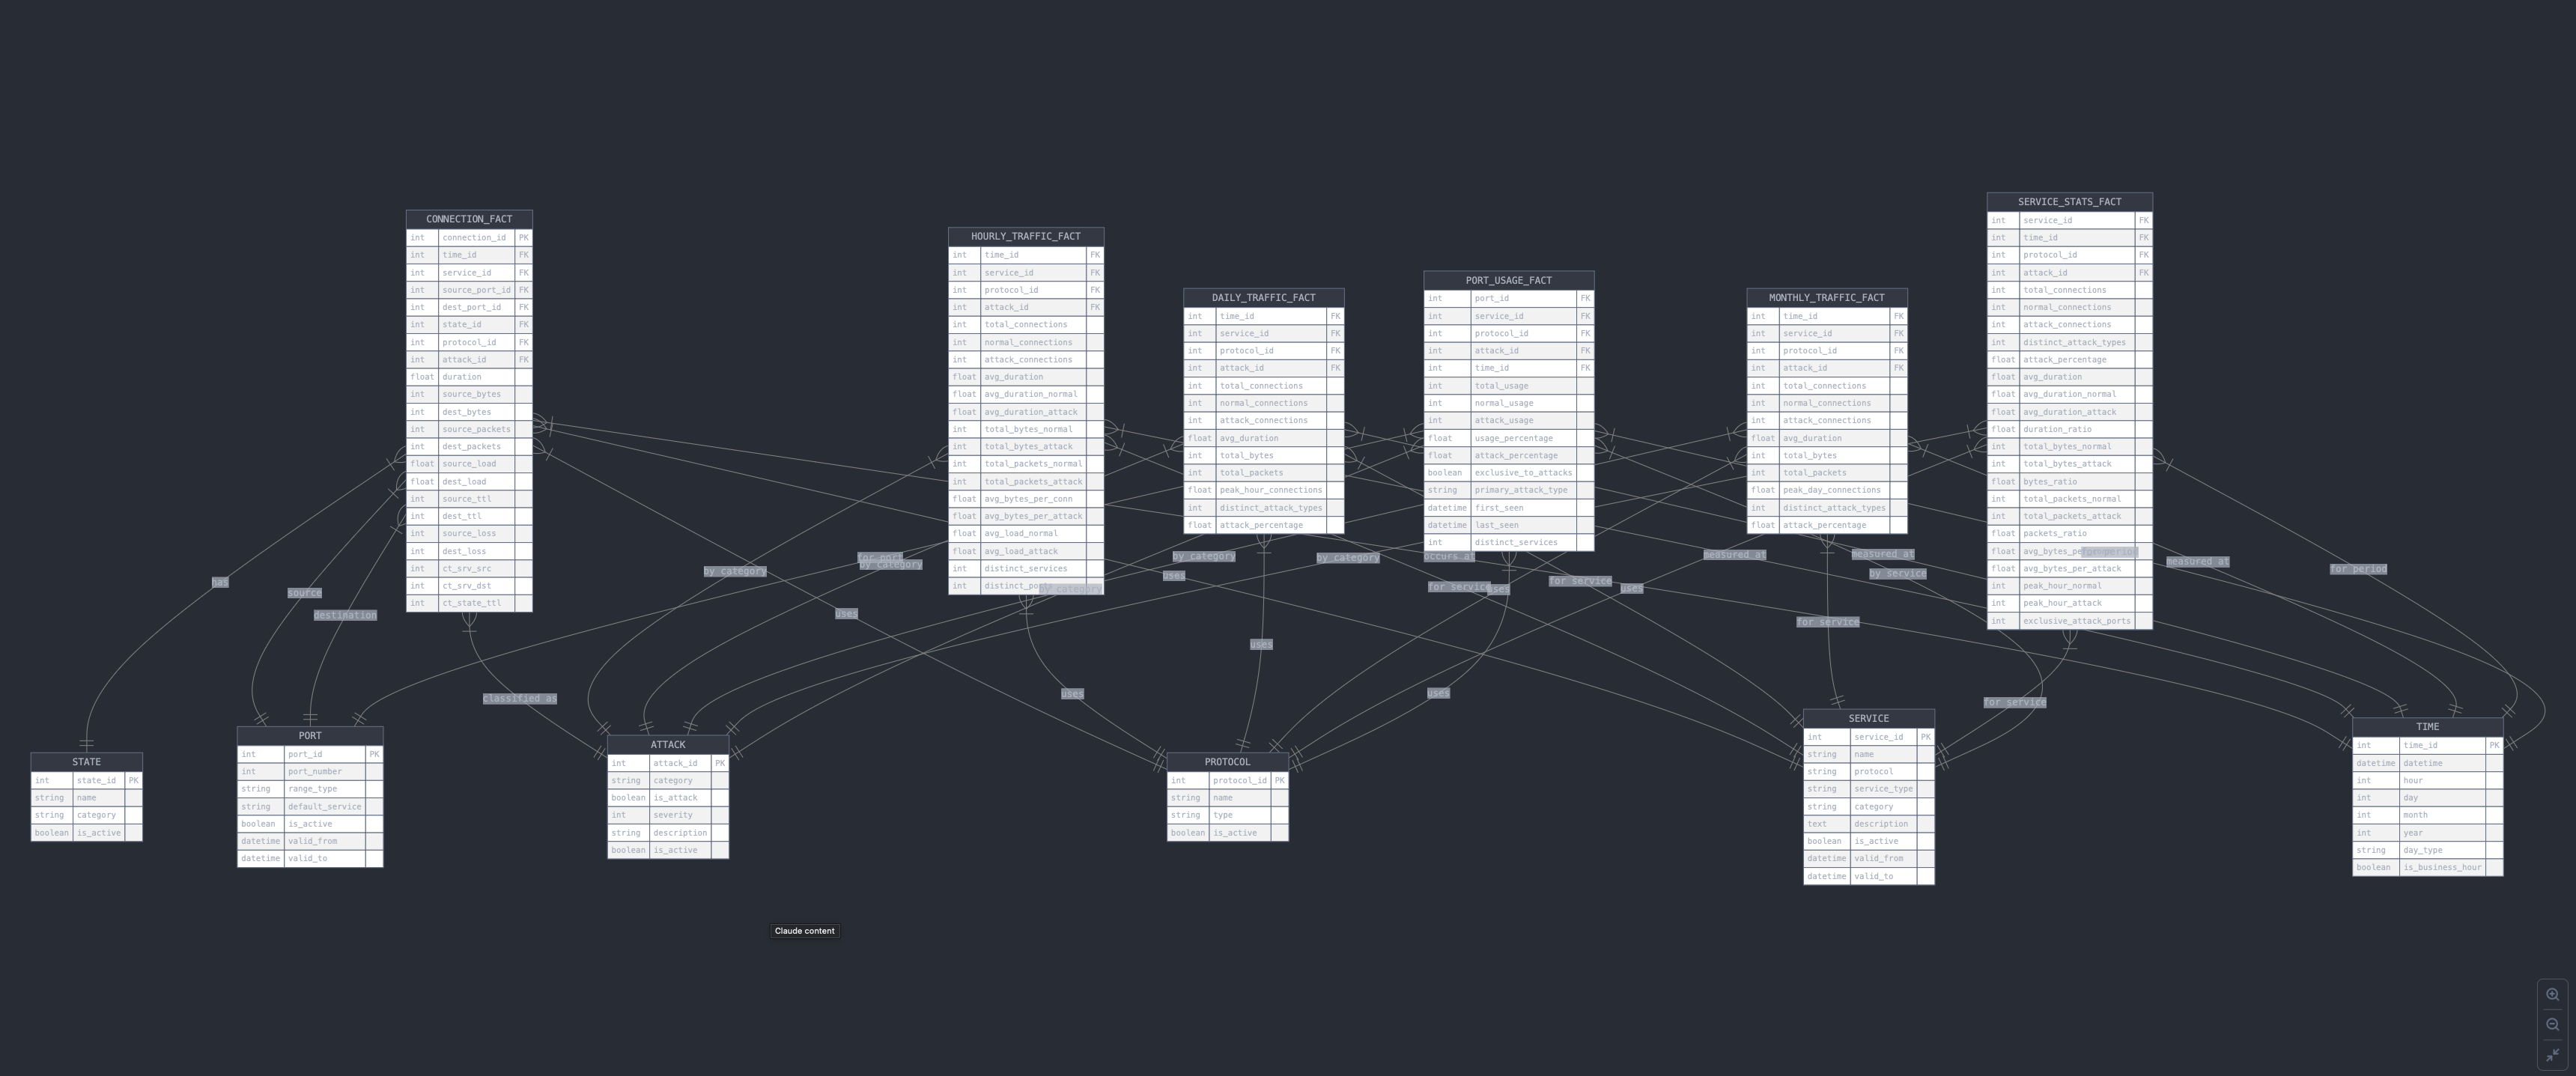 CONNECTION_FACT
int connection_id PK
int time_id FK
int service_id FK
int source_port_id FK
int dest_port_id FK
int state_id FK
int protocol_id FK
int attack_id FK
float duration
int source_bytes
int dest_bytes
int source_packets
int dest_packets
float source_load
float dest_load
int source_ttl
int dest_ttl
int source_loss
int dest_loss
int ct_srv_src
int ct_srv_dst
int ct_state_ttl
HOURLY_TRAFFIC_FACT
int time_id FK
int service_id FK
int protocol_id FK
int attack_id FK
int total_connections
int normal_connections
int attack_connections
float avg_duration
float avg_duration_normal
float avg_duration_attack
int total_bytes_normal
int total_bytes_attack
int total_packets_normal
int total_packets_attack
float avg_bytes_per_conn
float avg_bytes_per_attack
float avg_load_normal
float avg_load_attack
int distinct_services
int
DAILY_TRAFFIC_FACT
int time_id FK
int service_id FK
int protocol_id FK
int attack_id FK
int total_connections
int normal_connections
int attack_connections
float avg_duration
int total_bytes
int total_packets
float peak_hour_connections
int distinct_attack_types
float attack_percentage
PORT_USAGE_FACT
int port_id FK
int service_id FK
int protocol_id FK
int attack_id FK
int time_id FK
int total_usage
int normal_usage
int attack_usage
float usage_percentage
float attack_percentage
boolean exclusive_to_attacks
string primary_attack_type
datetime first_seen
datetime last_seen
int distinct_services
MONTHLY_TRAFFIC_FACT
int time_id FK
int service_id FK
int protocol_id FK
int attack_id FK
int total_connections
int normal_connections
int attack_connections
float avg_duration
int total_bytes
int total_packets
float peak_day_connections
int distinct_attack_types
float attack_percentage
SERVICE_STATS_FACT
int service_id FK
int time_id FK
int protocol_id FK
int attack_id FK
int total_connections
int normal_connections
int attack_connections
int distinct_attack_types
float attack_percentage
float avg_duration
float avg_duration_normal
float avg_duration_attack
float duration_ratio
int total_bytes_normal
int total_bytes_attack
float bytes_ratio
int total_packets_normal
int total_packets_attack
float packets_ratio
float
float avg_bytes_per_attack
int peak_hour_normal
int peak_hour_attack
int exclusive_attack_ports
has
source
destination
classified as
for port
by category
by category
by category
uses
uses
by category
uses
uses
by category
occurs at
for service
uses
uses
for service
uses
measured_at
for service
measured_at
by service
for service
measured_at
for period
STATE
int state_id PK
string name
string category
boolean is_active
PORT
int port_id PK
int port_number
string range_type
string default_service
boolean is_active
datetime valid_from
datetime valid_to
ATTACK
int attack_id PK
string category
boolean is_attack
int severity
string description
boolean is_active
PROTOCOL
int protocol_id PK
string name
string type
boolean is_active
SERVICE
int service_id PK
string name
string protocol
string service_type
string category
text description
boolean is_active
datetime valid_from
datetime valid_to
TIME
int time_id PK
datetime datetime
int hour
int day
int month
int year
string day_type
boolean is_business_hour
Claude content